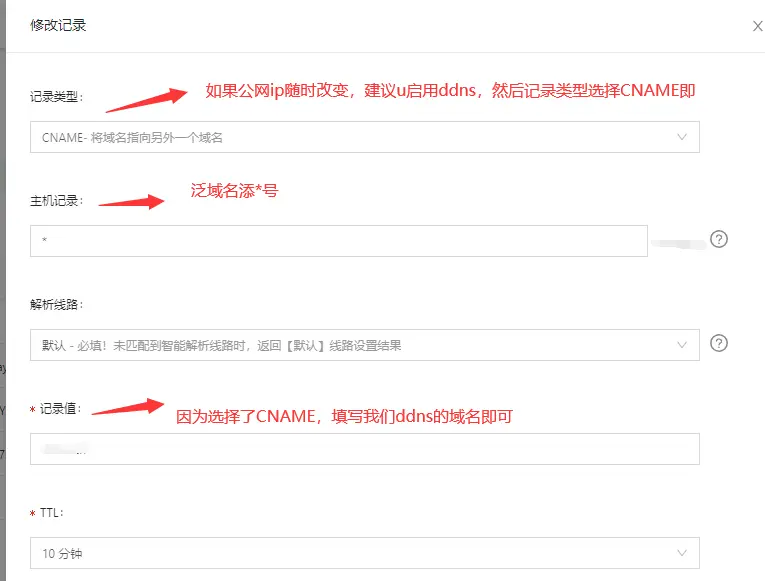 修改记录
记录类型：
如果公网ip随时改变，建议u启用ddns，然后记录类型选择CNAME即
CNAME- 将域名指向另外一个域名
主机记录：
泛域名添*号
*
?
解析线路：
默认 - 必填！未匹配到智能解析线路时，返回【默认】线路设置结果
?
* 记录值：
因为选择了CNAME，填写我们ddns的域名即可
* TTL：
10 分钟